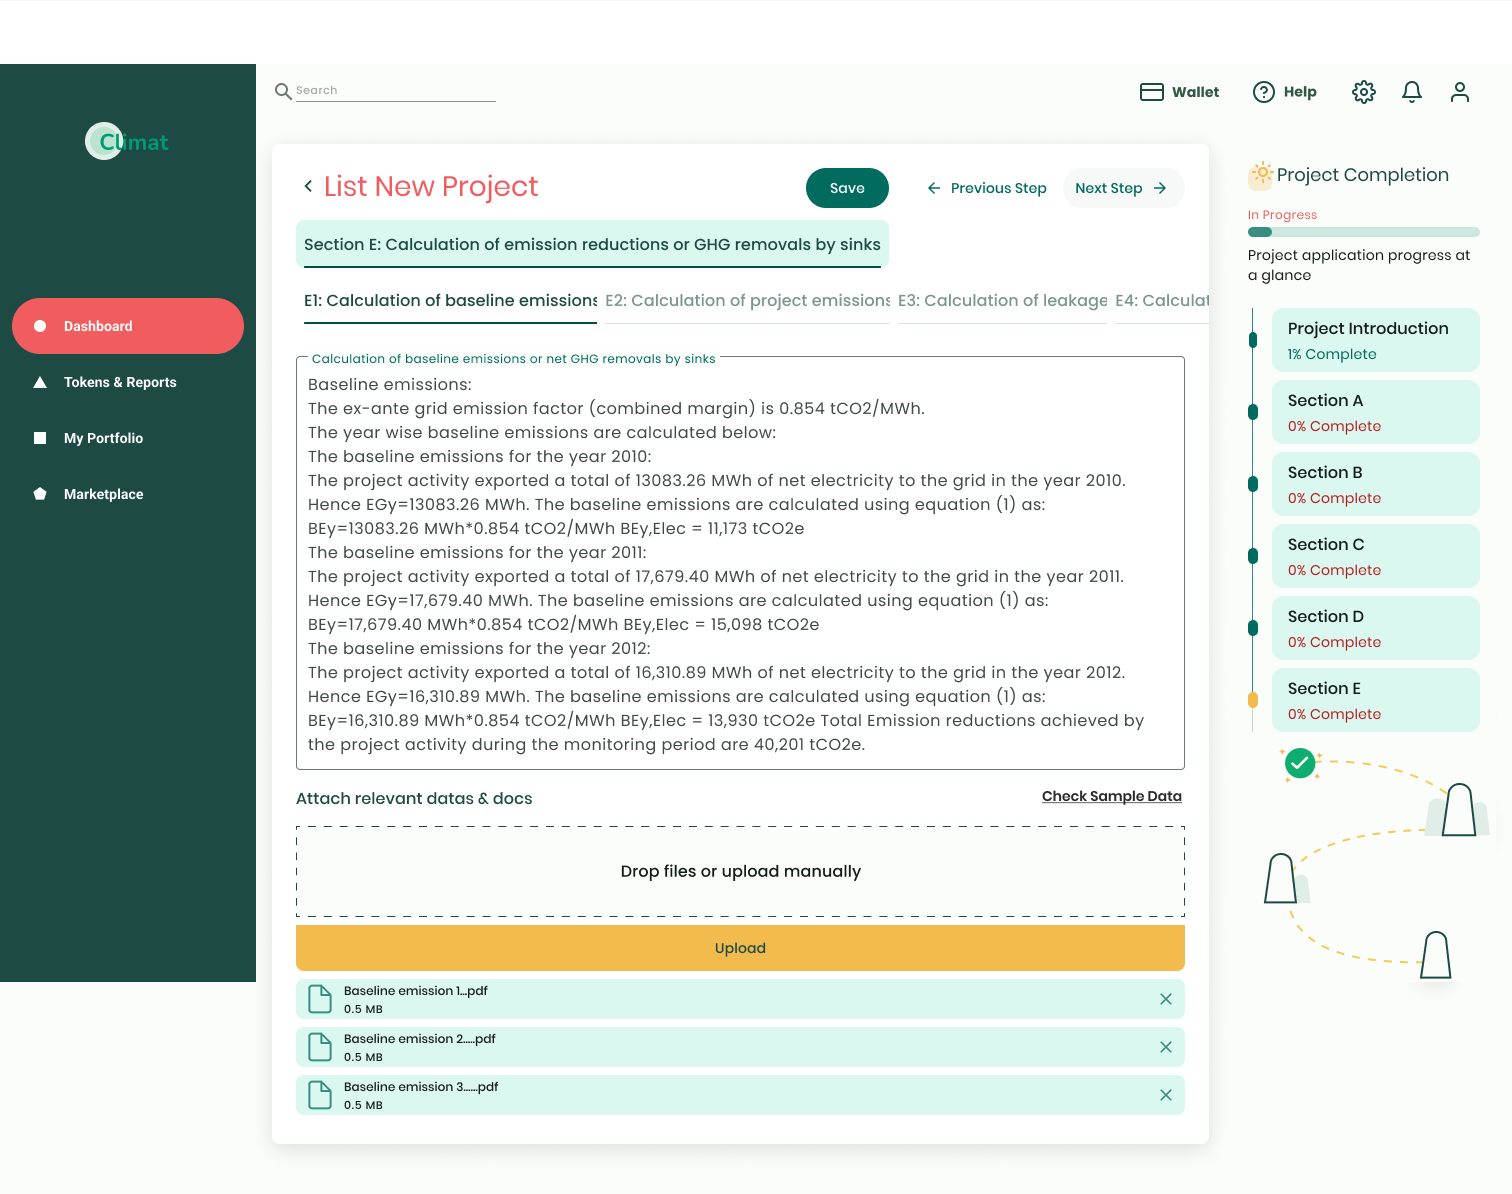 Search
Wallet
Help
Climat
Dashboard
Tokens & Reports
My Portfolio
Marketplace
List New Project
Save
Previous Step
Next Step
Section E: Calculation of emission reductions or GHG removals by sinks
E1: Calculation of baseline emissions
E2: Calculation of project emissions
E3: Calculation of leakage
E4: Calculat
Calculation of baseline emissions or net GHG removals by sinks
Baseline emissions:
The ex-ante grid emission factor (combined margin) is 0.854 tCO2/MWh.
The year wise baseline emissions are calculated below:
The baseline emissions for the year 2010:
The project activity exported a total of 13083.26 MWh of net electricity to the grid in the year 2010.
Hence EGy=13083.26 MWh. The baseline emissions are calculated using equation (1) as:
BEy=13083.26 MWh*0.854 tCO2/MWh BEy,Elec = 11,173 tCO2e
The baseline emissions for the year 2011:
The project activity exported a total of 17,679.40 MWh of net electricity to the grid in the year 2011.
Hence EGy=17,679.40 MWh. The baseline emissions are calculated using equation (1) as:
BEy=17,679.40 MWh*0.854 tCO2/MWh BEy,Elec = 15,098 tCO2e
The baseline emissions for the year 2012:
The project activity exported a total of 16,310.89 MWh of net electricity to the grid in the year 2012.
Hence EGy=16,310.89 MWh. The baseline emissions are calculated using equation (1) as:
BEy=16,310.89 MWh*0.854 tCO2/MWh BEy,Elec = 13,930 tCO2e Total Emission reductions achieved by
the project activity during the monitoring period are 40,201 tCO2e.
Attach relevant datas & docs
Check Sample Data
Drop files or upload manually
Upload
Baseline emission 1...pdf
0.5 MB
Baseline emission 2.....pdf
0.5 MB
Baseline emission 3......pdf
0.5 MB
Project Completion
In Progress
Project application progress at
a glance
Project Introduction
1% Complete
Section A
0% Complete
Section B
0% Complete
Section C
0% Complete
Section D
0% Complete
Section E
0% Complete